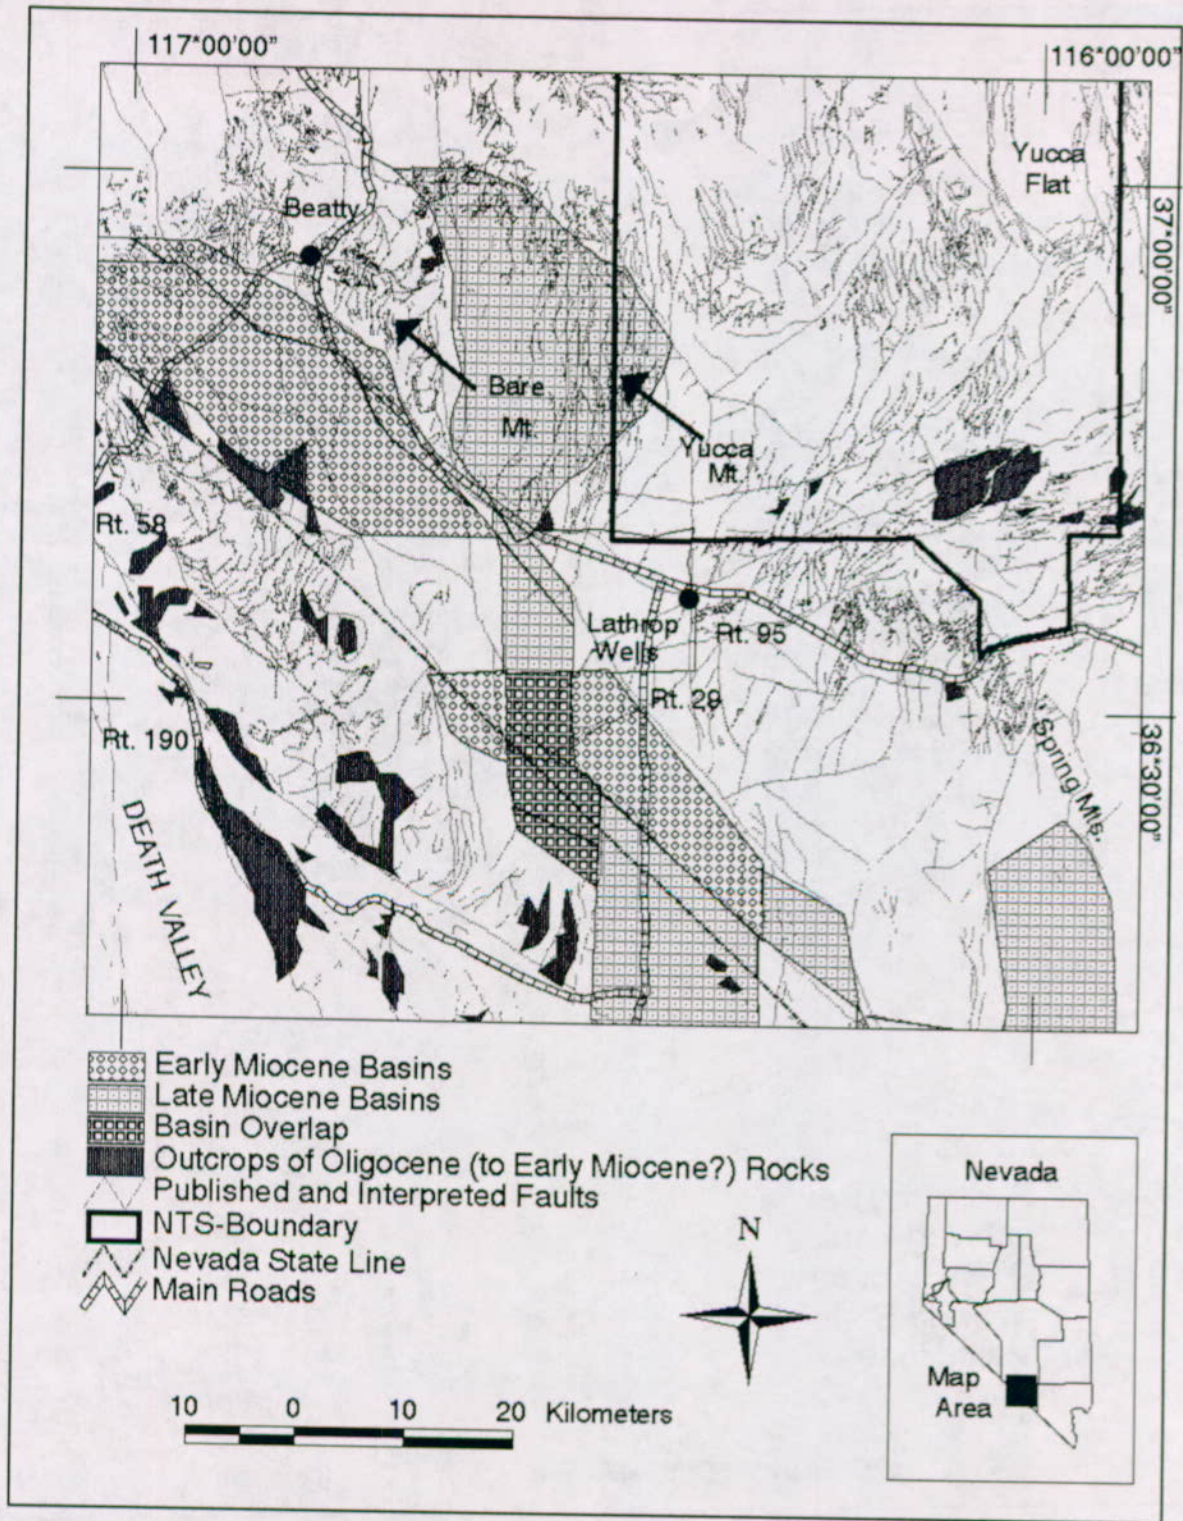 117°00'00"
116°00'00"
Yucca
Flat
Beatty
37°00'00"
Bare
Mt.
Yucca
Mt.
Rt. 58
Lathrop
Wells
Rt. 95
Rt. 29
Rt. 190
Spring Mts.
36°30'00"
DEATH VALLEY
Early Miocene Basins
Late Miocene Basins
Basin Overlap
Outcrops of Oligocene (to Early Miocene?) Rocks
Published and Interpreted Faults
NTS-Boundary
Nevada State Line
Main Roads
N
Nevada
Map
Area
10 0 10 20 Kilometers